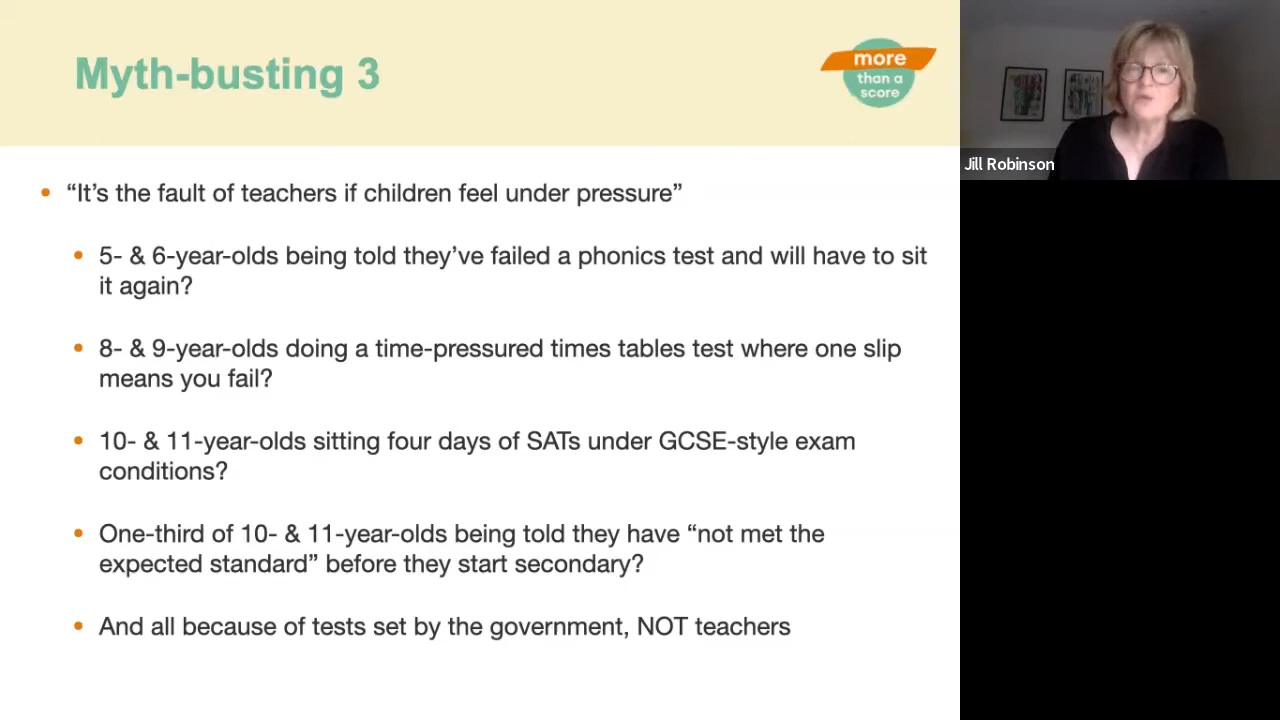 Myth-busting 3
more
than a
score
Jill Robinson
• “It’s the fault of teachers if children feel under pressure”
• 5- & 6-year-olds being told they’ve failed a phonics test and will have to sit
it again?
• 8- & 9-year-olds doing a time-pressured times tables test where one slip
means you fail?
• 10- & 11-year-olds sitting four days of SATs under GCSE-style exam
conditions?
• One-third of 10- & 11-year-olds being told they have “not met the
expected standard” before they start secondary?
• And all because of tests set by the government, NOT teachers